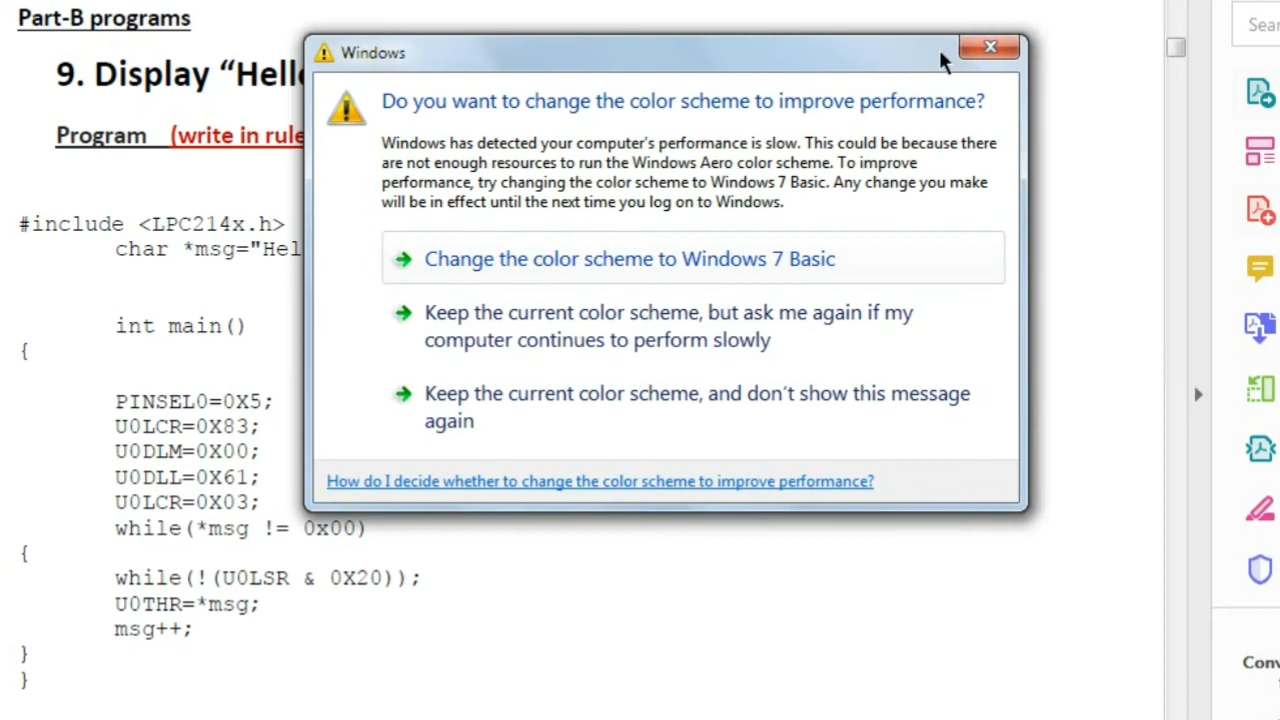 Part-B programs
9. Display “Hell
Program (write in rule
#include <LPC214x.h>
char *msg="Hel
int main()
{
PINSEL0=0X5;
U0LCR=0X83;
U0DLM=0X00;
U0DLL=0X61;
U0LCR=0X03;
while(*msg != 0x00)
{
while(!(U0LSR & 0X20));
U0THR=*msg;
msg++;
}
}
Windows
Do you want to change the color scheme to improve performance?
Windows has detected your computer's performance is slow. This could be because there
are not enough resources to run the Windows Aero color scheme. To improve
performance, try changing the color scheme to Windows 7 Basic. Any change you make
will be in effect until the next time you log on to Windows.
Change the color scheme to Windows 7 Basic
Keep the current color scheme, but ask me again if my
computer continues to perform slowly
Keep the current color scheme, and don't show this message
again
How do I decide whether to change the color scheme to improve performance?
Sear
Conv